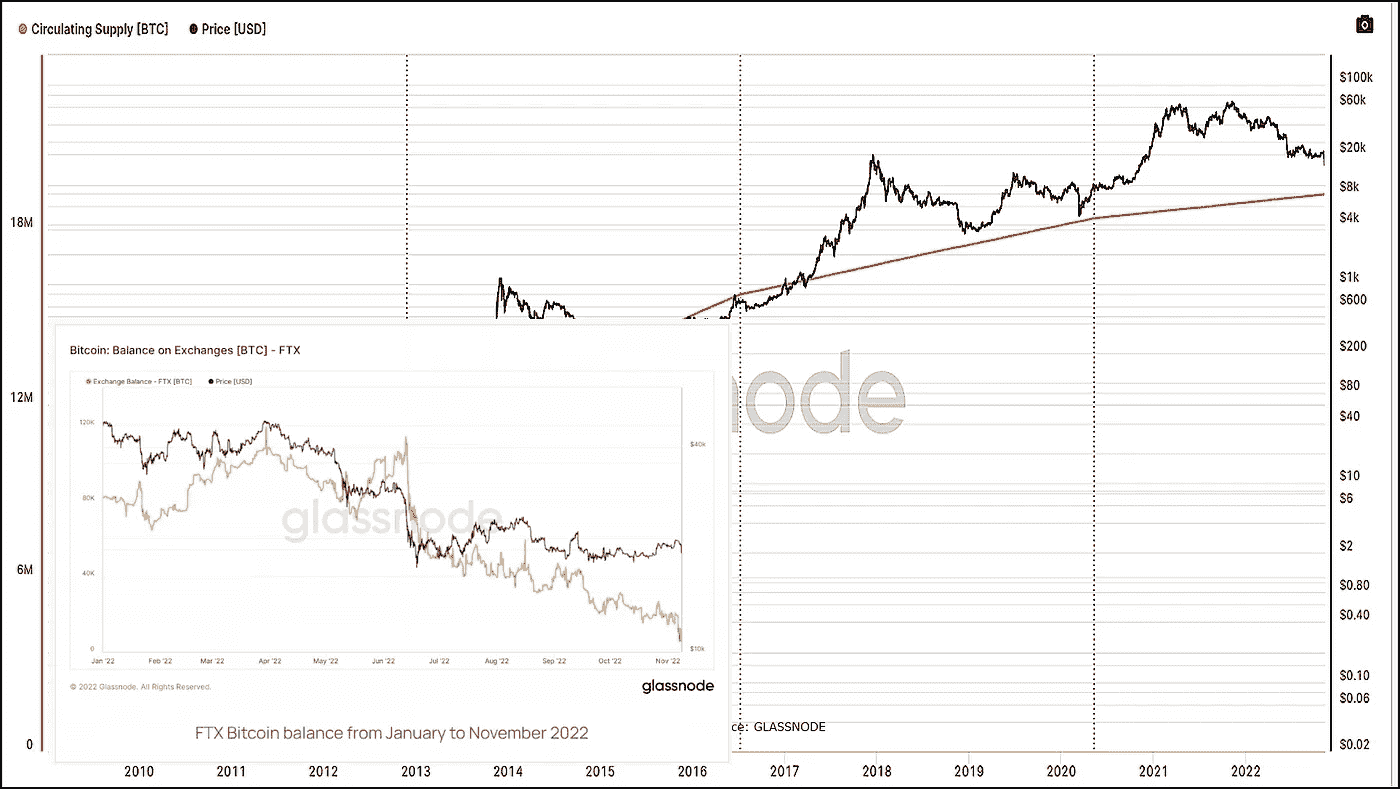 Circulating Supply [BTC] Price [USD]
$100k
$60k
$20k
18M
$8k
$4k
$1k
$600
$200
12M
$80
$40
$10
$6
$2
6M
$0.80
$0.40
$0.10
$0.06
0
$0.02
node
Bitcoin: Balance on Exchanges [BTC] - FTX
Exchange Balance - FTX [BTC] Price [USD]
120K
$40k
80K
glassnode
40K
0
$10k
Jan '22 Feb '22 Mar '22 Apr '22 May '22 Jun '22 Jul '22 Aug '22 Sep '22 Oct '22 Nov '22
© 2022 Glassnode. All Rights Reserved.
glassnode
FTX Bitcoin balance from January to November 2022
ce: GLASSNODE
2010 2011 2012 2013 2014 2015 2016 2017 2018 2019 2020 2021 2022